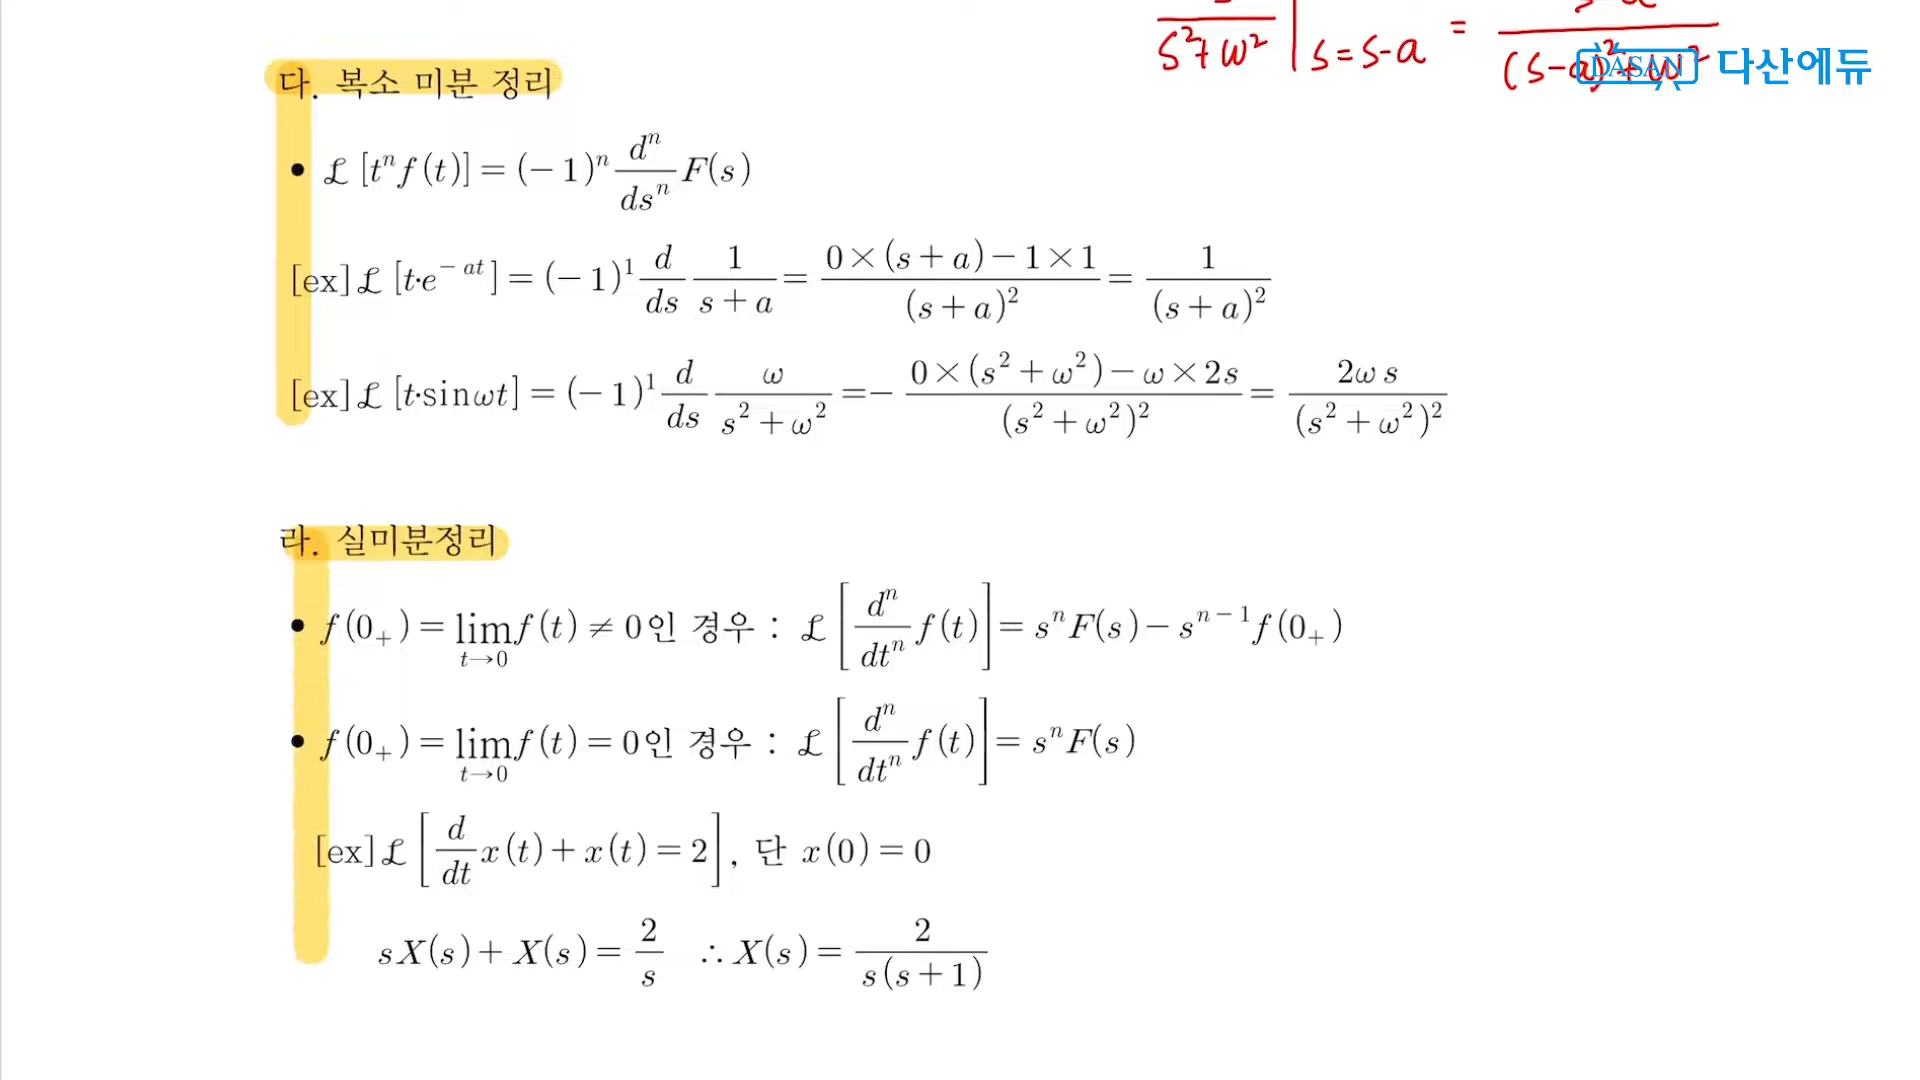 s²+ω² | s=s-a = (s-a)²+ω²
DASAN 다산에듀
다. 복소 미분 정리
• ℒ [tⁿf(t)] = (−1)ⁿ dⁿ/dsⁿ F(s)
[ex] ℒ [t·e^(−at)] = (−1)¹ d/ds 1/(s+a) = (0×(s+a)−1×1)/(s+a)² = 1/(s+a)²
[ex] ℒ [t·sinωt] = (−1)¹ d/ds ω/(s²+ω²) =− (0×(s²+ω²)−ω×2s)/(s²+ω²)² = 2ωs/(s²+ω²)²
라. 실미분정리
• f(0₊) = lim_(t→0) f(t) ≠ 0인 경우 : ℒ [dⁿ/dtⁿ f(t)] = sⁿF(s) − s^(n−1) f(0₊)
• f(0₊) = lim_(t→0) f(t) = 0인 경우 : ℒ [dⁿ/dtⁿ f(t)] = sⁿF(s)
[ex] ℒ [d/dt x(t) + x(t) = 2], 단 x(0) = 0
sX(s) + X(s) = 2/s ∴ X(s) = 2/(s(s+1))